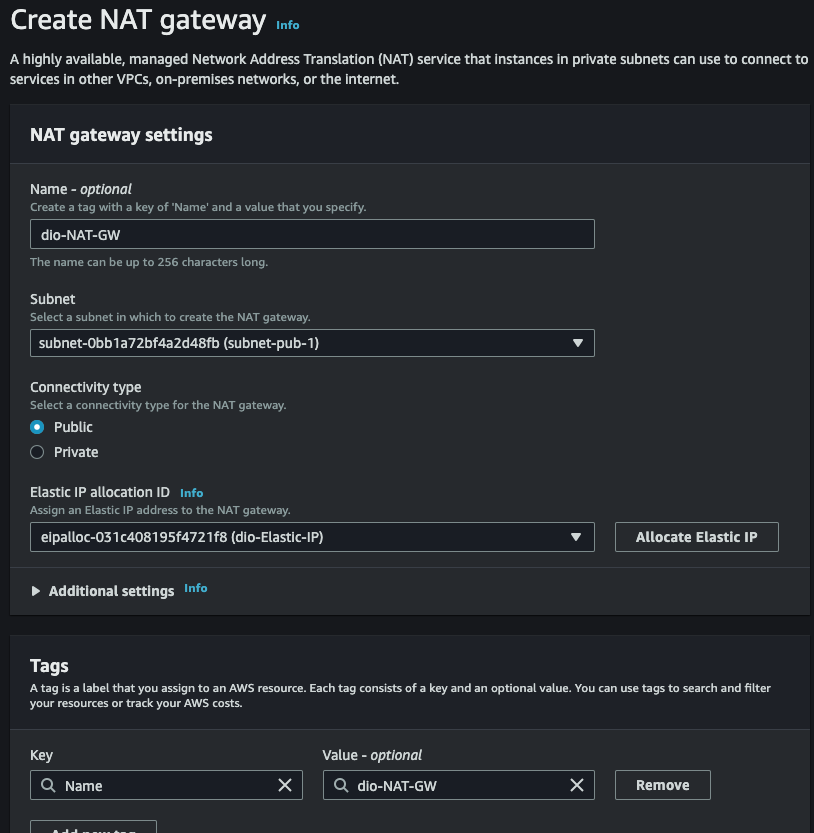 Create NAT gateway Info
A highly available, managed Network Address Translation (NAT) service that instances in private subnets can use to connect to
services in other VPCs, on-premises networks, or the internet.
NAT gateway settings
Name - optional
Create a tag with a key of 'Name' and a value that you specify.
dio-NAT-GW
The name can be up to 256 characters long.
Subnet
Select a subnet in which to create the NAT gateway.
subnet-0bb1a72bf4a2d48fb (subnet-pub-1)
Connectivity type
Select a connectivity type for the NAT gateway.
Public
Private
Elastic IP allocation ID Info
Assign an Elastic IP address to the NAT gateway.
eipalloc-031c408195f4721f8 (dio-Elastic-IP) Allocate Elastic IP
Additional settings Info
Tags
A tag is a label that you assign to an AWS resource. Each tag consists of a key and an optional value. You can use tags to search and filter
your resources or track your AWS costs.
Key Value - optional
Name dio-NAT-GW Remove
Add new tag